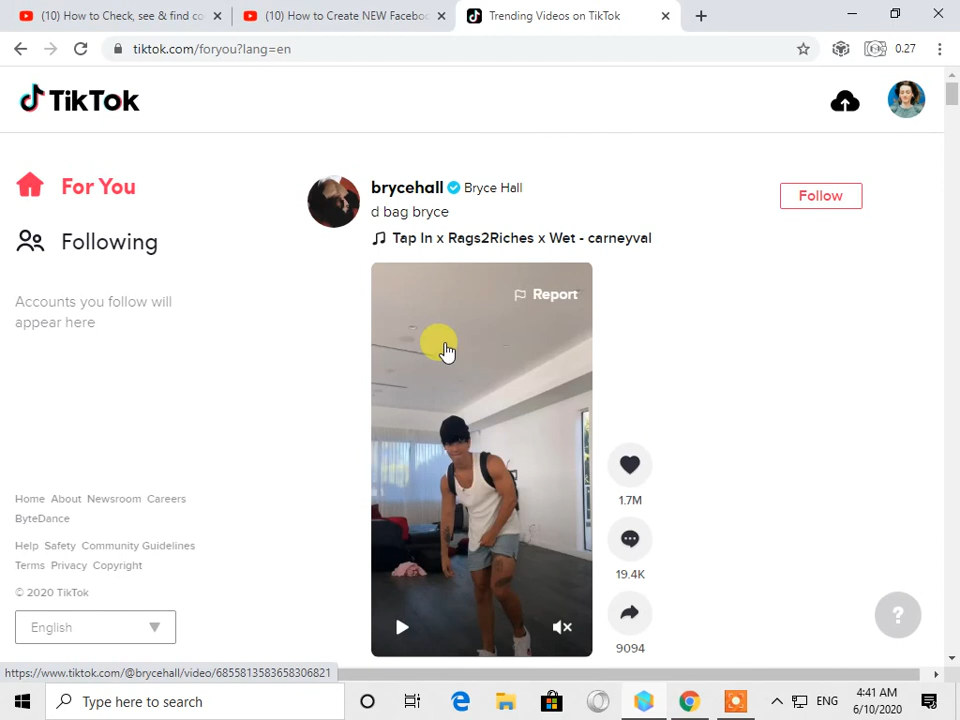 (10) How to Check, see & find co
(10) How to Create NEW Facebo
Trending Videos on TikTok
tiktok.com/foryou?lang=en
0.27
TikTok
For You
Following
Accounts you follow will
appear here
brycehall Bryce Hall
Follow
d bag bryce
Tap In x Rags2Riches x Wet - carneyval
Report
1.7M
19.4K
9094
Home About Newsroom Careers
ByteDance
Help Safety Community Guidelines
Terms Privacy Copyright
© 2020 TikTok
English
?
https://www.tiktok.com/@brycehall/video/6855813583658306821
Type here to search
ENG
4:41 AM
6/10/2020